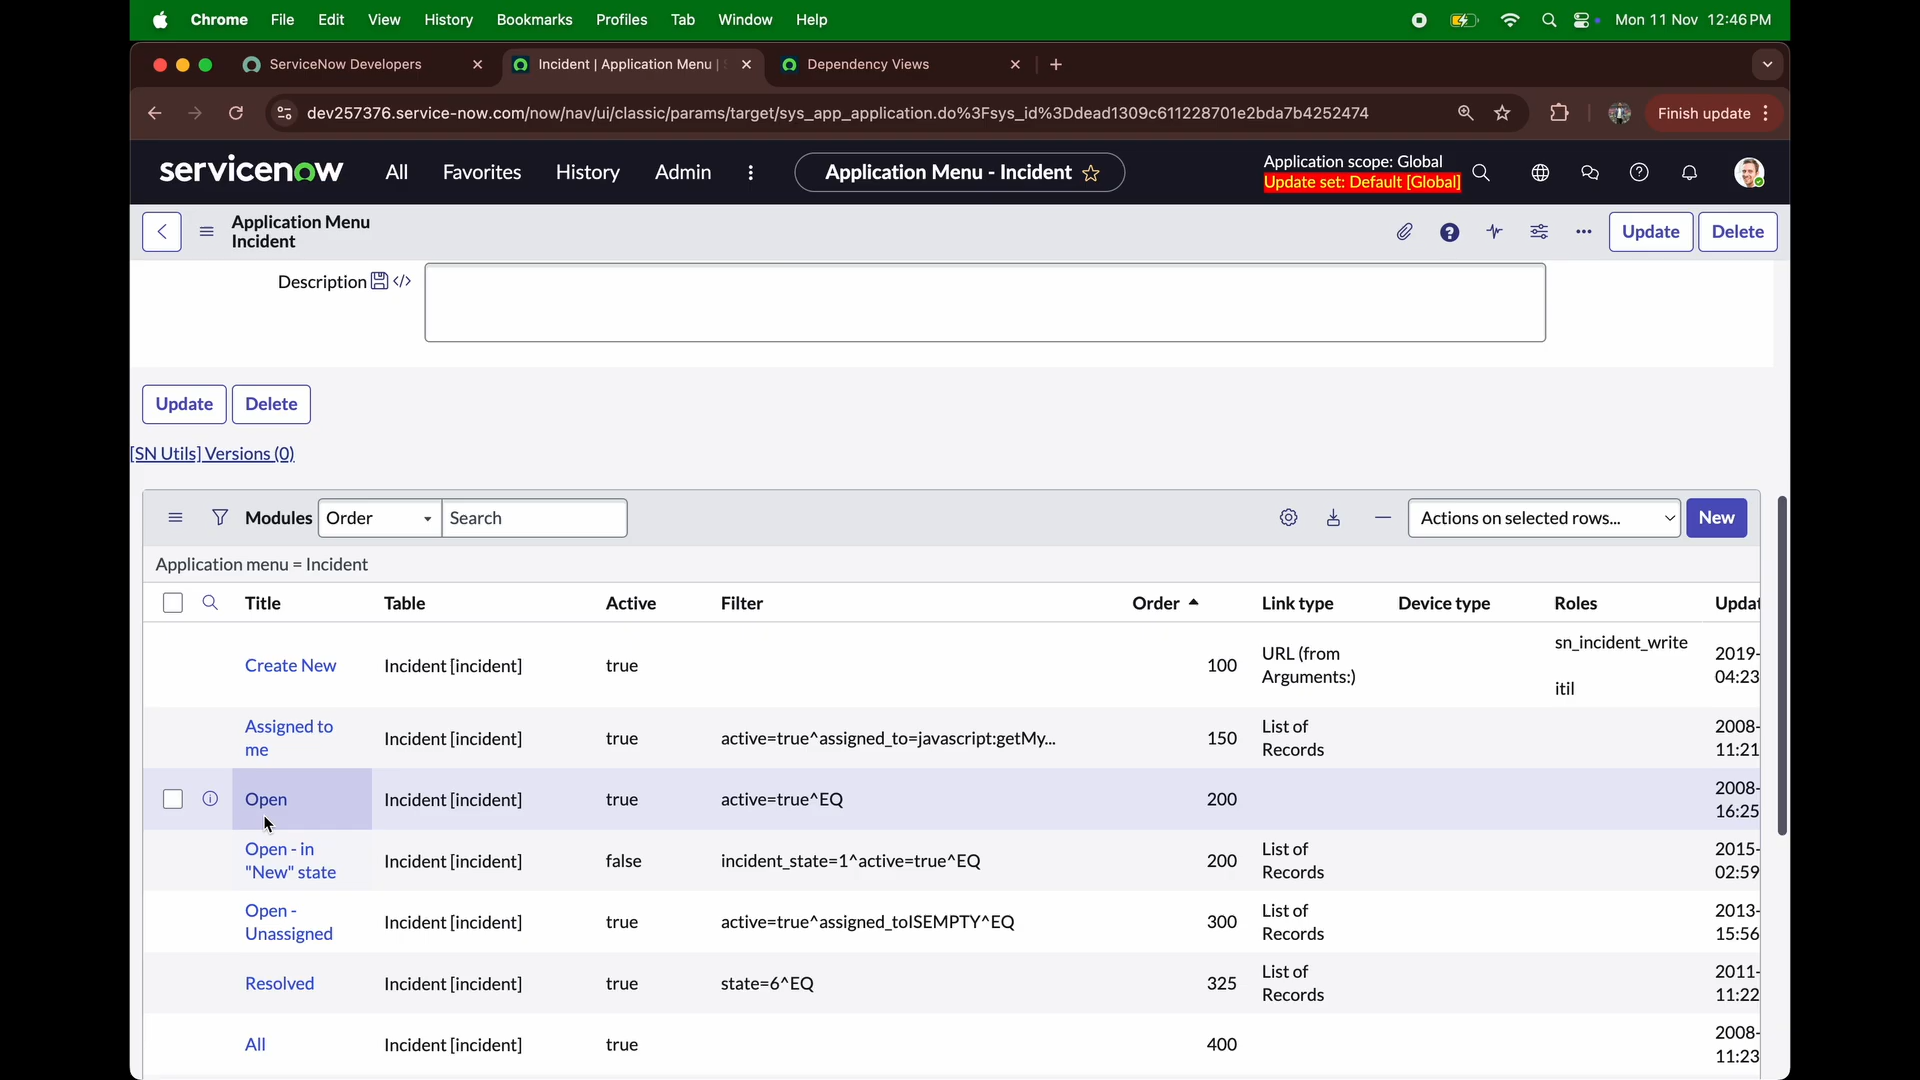 Chrome File Edit View History Bookmarks Profiles Tab Window Help Mon 11 Nov 12:46 PM
ServiceNow Developers Incident | Application Menu | Dependency Views
dev257376.service-now.com/now/nav/ui/classic/params/target/sys_app_application.do%3Fsys_id%3Ddead1309c611228701e2bda7b4252474 Finish update
servicenow All Favorites History Admin Application Menu - Incident
Application scope: Global
Update set: Default [Global]
Application Menu
Incident
Update Delete
Description
Update Delete
[SN Utils] Versions (0)
Modules Order Search Actions on selected rows... New
Application menu = Incident
Title Table Active Filter Order Link type Device type Roles Updat
Create New Incident [incident] true 100 URL (from Arguments:) sn_incident_write itil 2019- 04:23
Assigned to me Incident [incident] true active=true^assigned_to=javascript:getMy... 150 List of Records 2008- 11:21
Open Incident [incident] true active=true^EQ 200 2008- 16:25
Open - in "New" state Incident [incident] false incident_state=1^active=true^EQ 200 List of Records 2015- 02:59
Open - Unassigned Incident [incident] true active=true^assigned_toISEMPTY^EQ 300 List of Records 2013- 15:56
Resolved Incident [incident] true state=6^EQ 325 List of Records 2011- 11:22
All Incident [incident] true 400 2008- 11:23